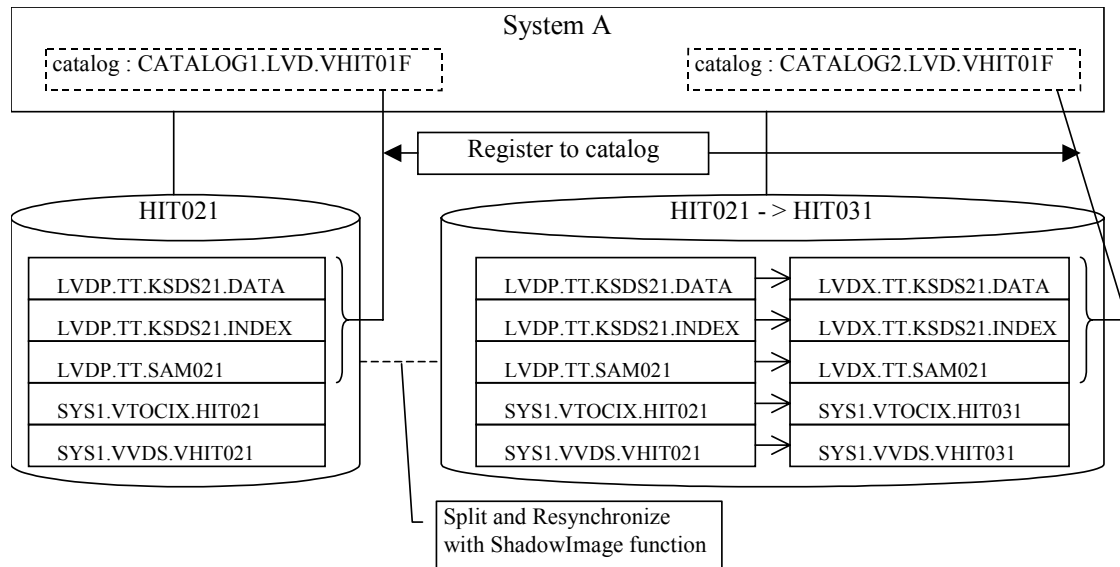 System A
catalog : CATALOG1.LVD.VHIT01F
catalog : CATALOG2.LVD.VHIT01F
Register to catalog
HIT021
HIT021 - > HIT031
LVDP.TT.KSDS21.DATA
LVDP.TT.KSDS21.INDEX
LVDP.TT.SAM021
SYS1.VTOCIX.HIT021
SYS1.VVDS.VHIT021
LVDP.TT.KSDS21.DATA
LVDP.TT.KSDS21.INDEX
LVDP.TT.SAM021
SYS1.VTOCIX.HIT021
SYS1.VVDS.VHIT021
LVDX.TT.KSDS21.DATA
LVDX.TT.KSDS21.INDEX
LVDX.TT.SAM021
SYS1.VTOCIX.HIT031
SYS1.VVDS.VHIT031
Split and Resynchronize
with ShadowImage function